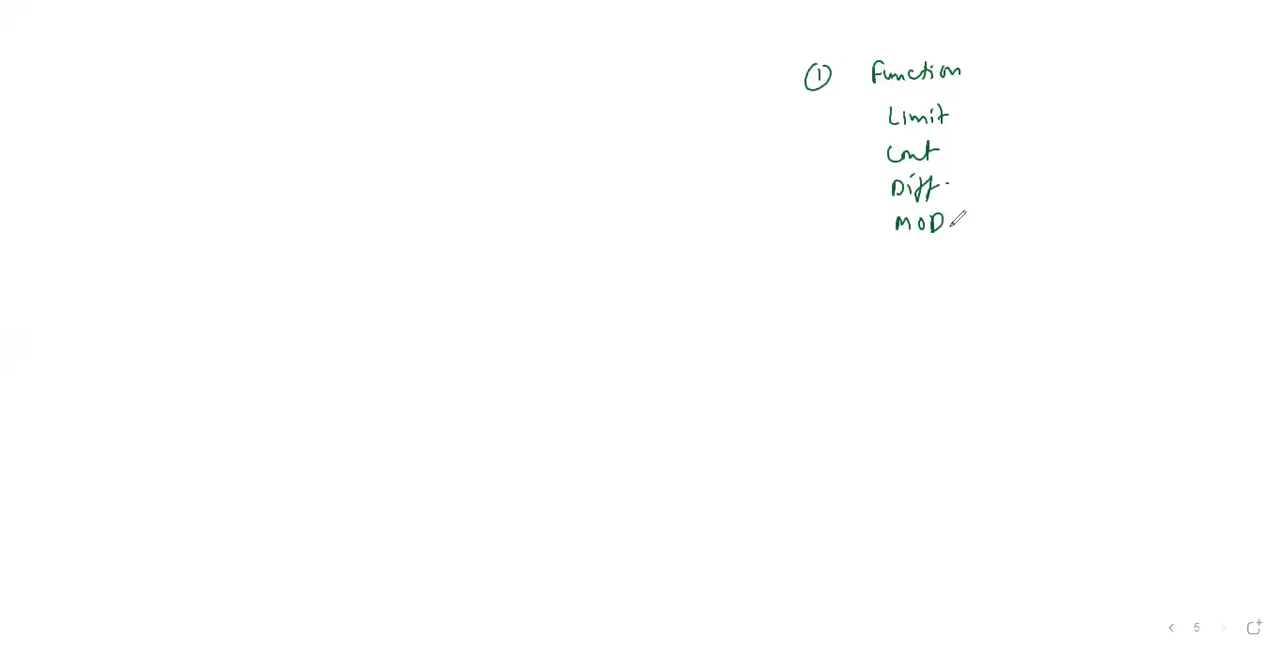 ① Function
Limit
Cont
Diff.
MOD
5